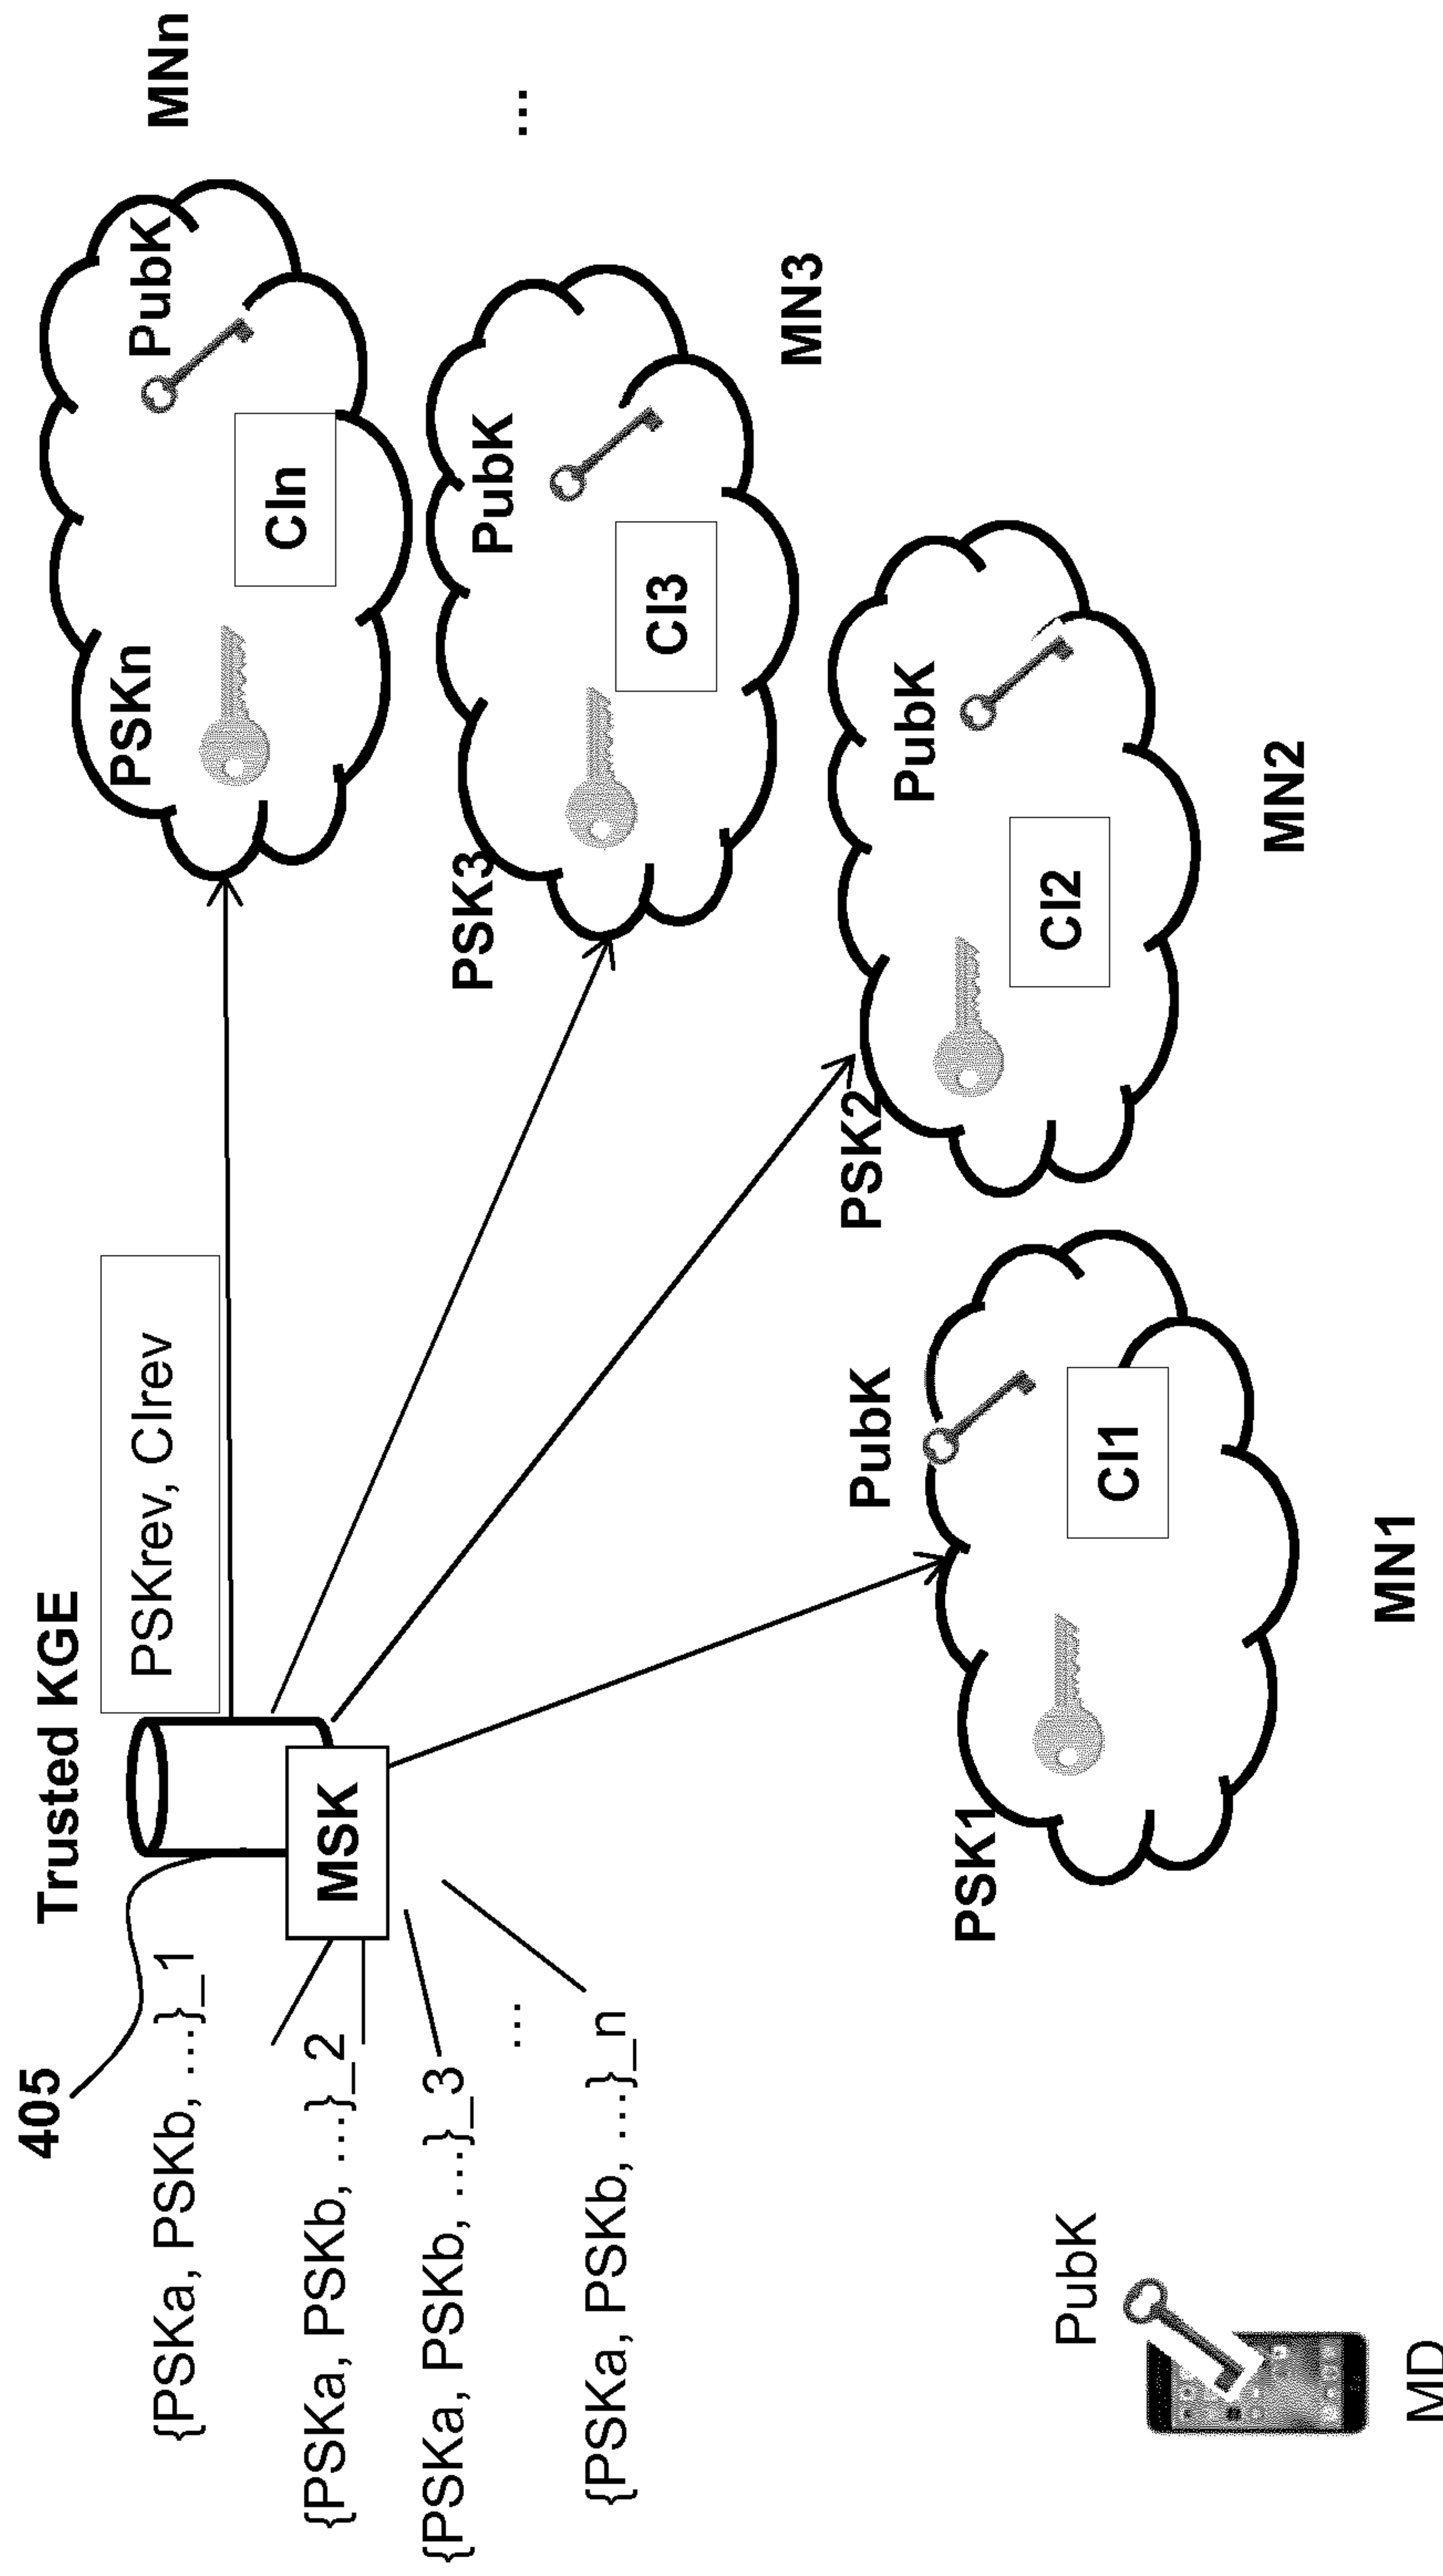 405
Trusted KGE
{PSKa, PSKb, ...}_1
{PSKa, PSKb, ...}_2
{PSKa, PSKb, ...}_3
...
{PSKa, PSKb, ...}_n
MSK
PSKrev, CIrev
PSKn
PubK
CIn
MNn
...
PSK3
PubK
CI3
MN3
PSK2
PubK
CI2
MN2
PSK1
PubK
CI1
MN1
PubK
MD